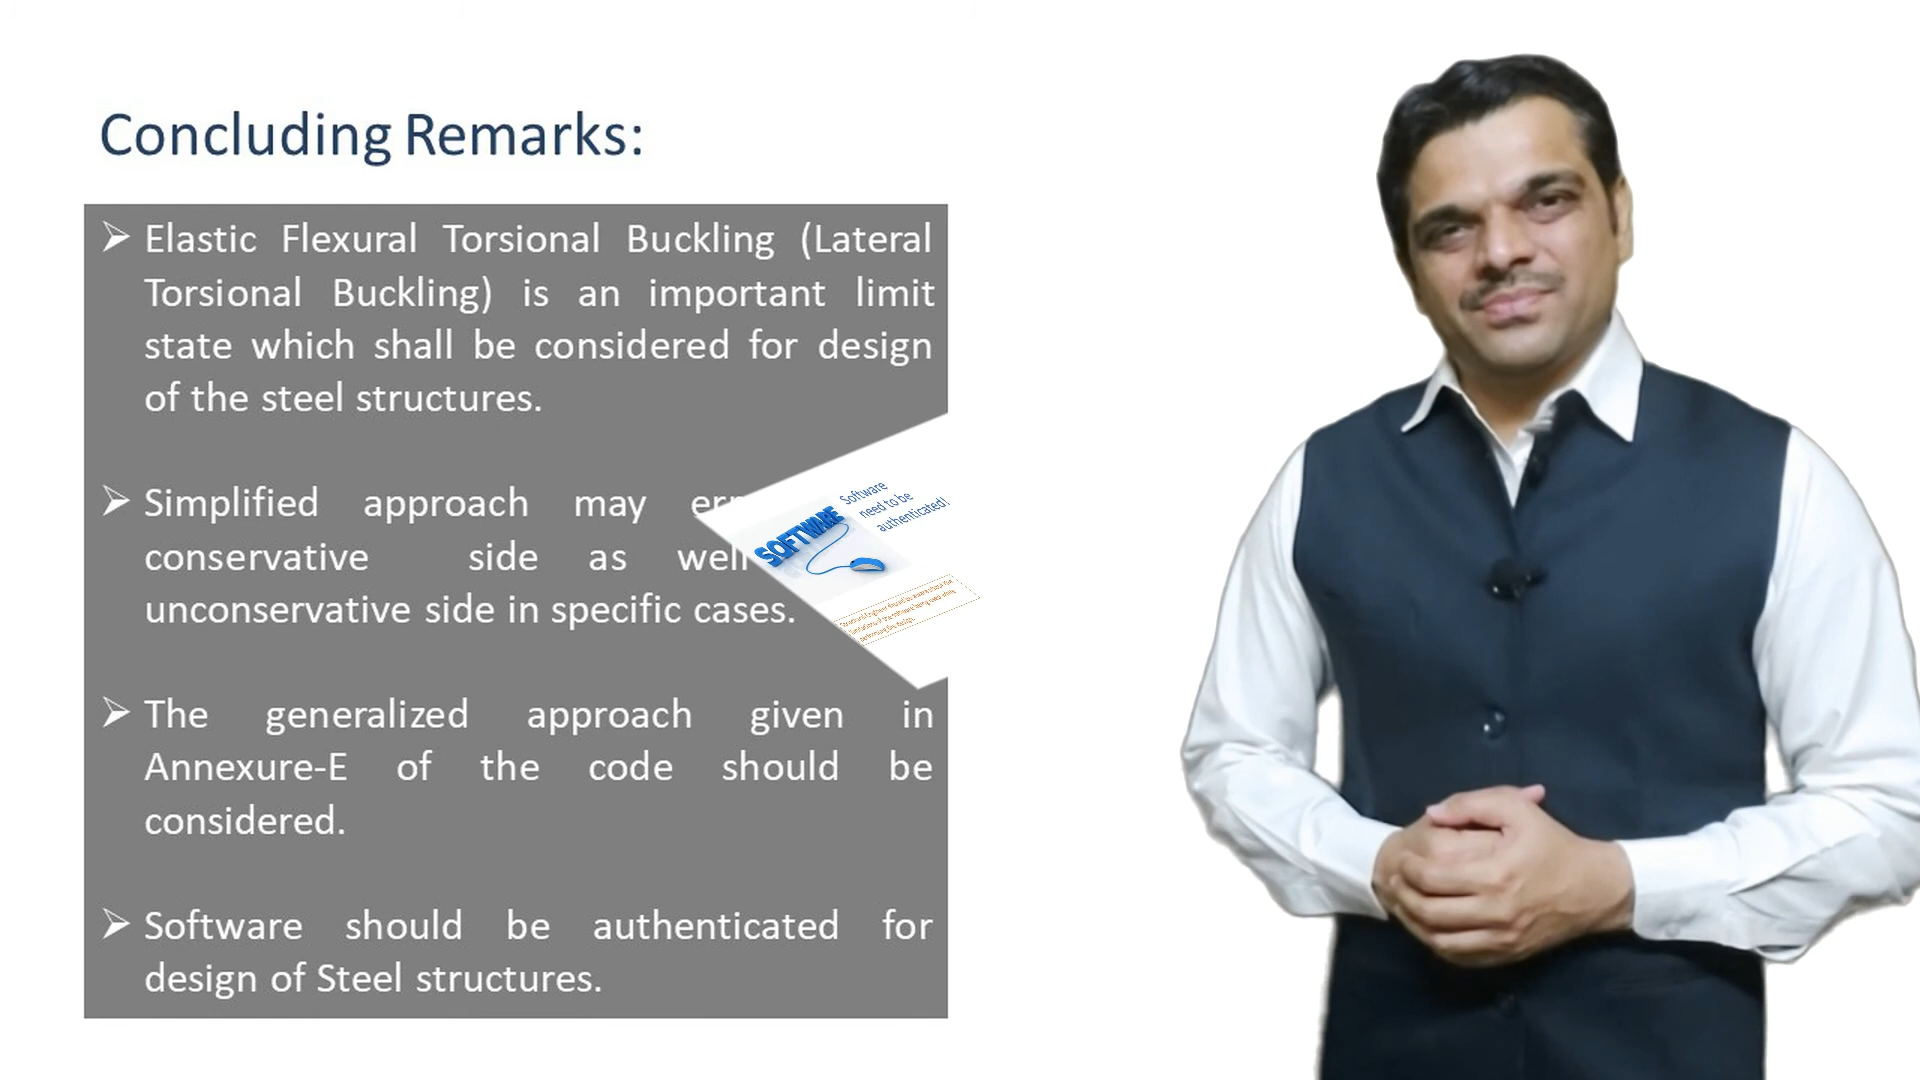 Concluding Remarks:
Elastic Flexural Torsional Buckling (Lateral
Torsional Buckling) is an important limit
state which shall be considered for design
of the steel structures.
Simplified approach may
conservative side as well
unconservative side in specific cases.
The generalized approach given in
Annexure-E of the code should be
considered.
Software should be authenticated for
design of Steel structures.
SOFTWARE
Software
need to be
authenticated!